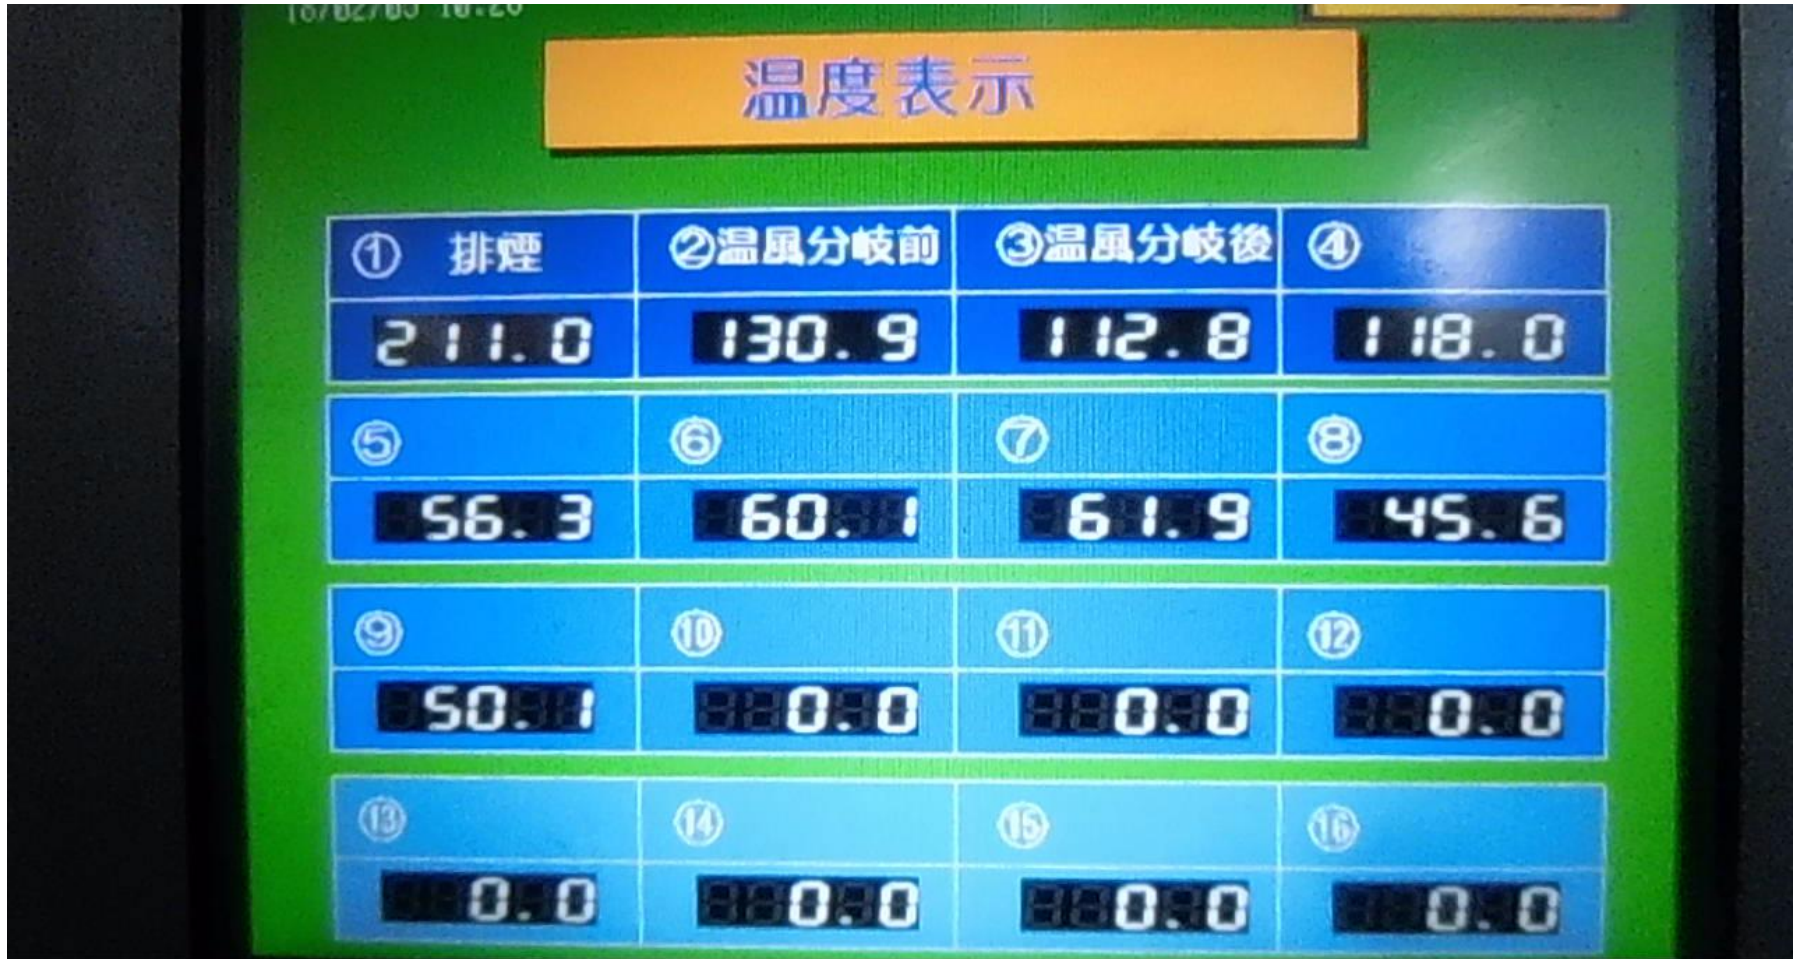 温度表示
① 排煙 ②温風分岐前 ③温風分岐後 ④
211.0 130.9 112.8 118.0
⑤ ⑥ ⑦ ⑧
56.3 60.1 61.9 45.6
⑨ ⑩ ⑪ ⑫
50.1 0.0 0.0 0.0
⑬ ⑭ ⑮ ⑯
0.0 0.0 0.0 0.0